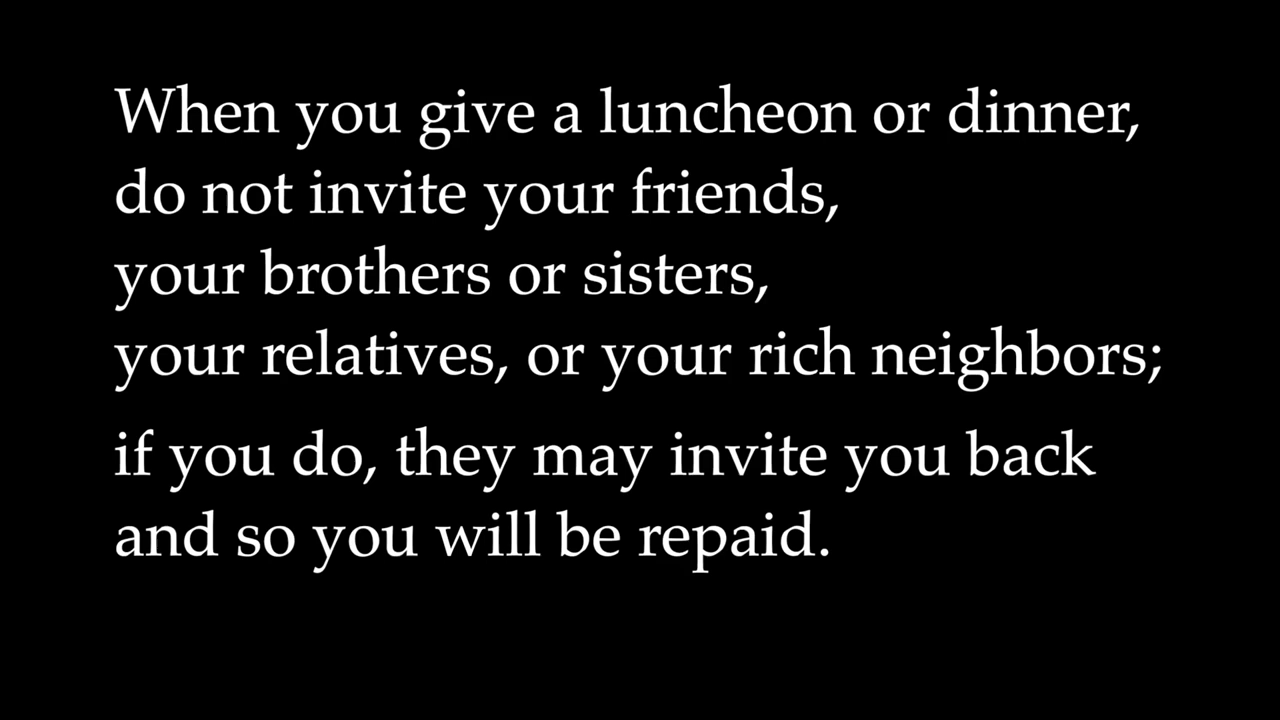 When you give a luncheon or dinner,
do not invite your friends,
your brothers or sisters,
your relatives, or your rich neighbors;
if you do, they may invite you back
and so you will be repaid.